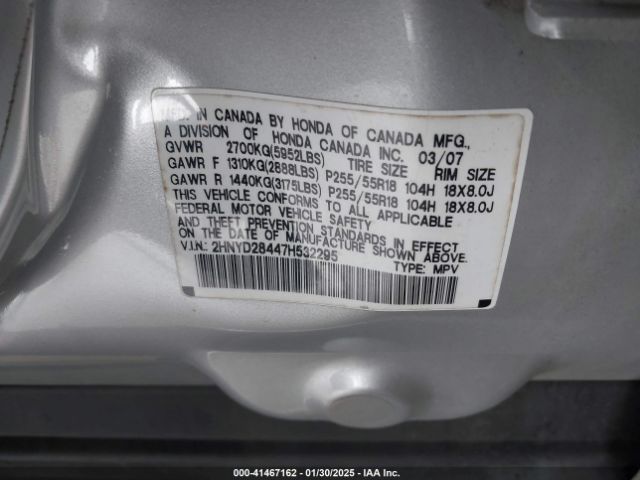 MFD. IN CANADA BY HONDA OF CANADA MFG.,
A DIVISION OF HONDA CANADA INC. 03/07
GVWR 2700KG(5952LBS) TIRE SIZE RIM SIZE
GAWR F 1310KG(2888LBS) P255/55R18 104H 18X8.0J
GAWR R 1440KG(3175LBS) P255/55R18 104H 18X8.0J
THIS VEHICLE CONFORMS TO ALL APPLICABLE
FEDERAL MOTOR VEHICLE SAFETY
AND THEFT PREVENTION STANDARDS IN EFFECT
ON THE DATE OF MANUFACTURE SHOWN ABOVE.
V.I.N.: 2HNYD28447H532295
TYPE: MPV
000-41467162 - 01/30/2025 - IAA Inc.